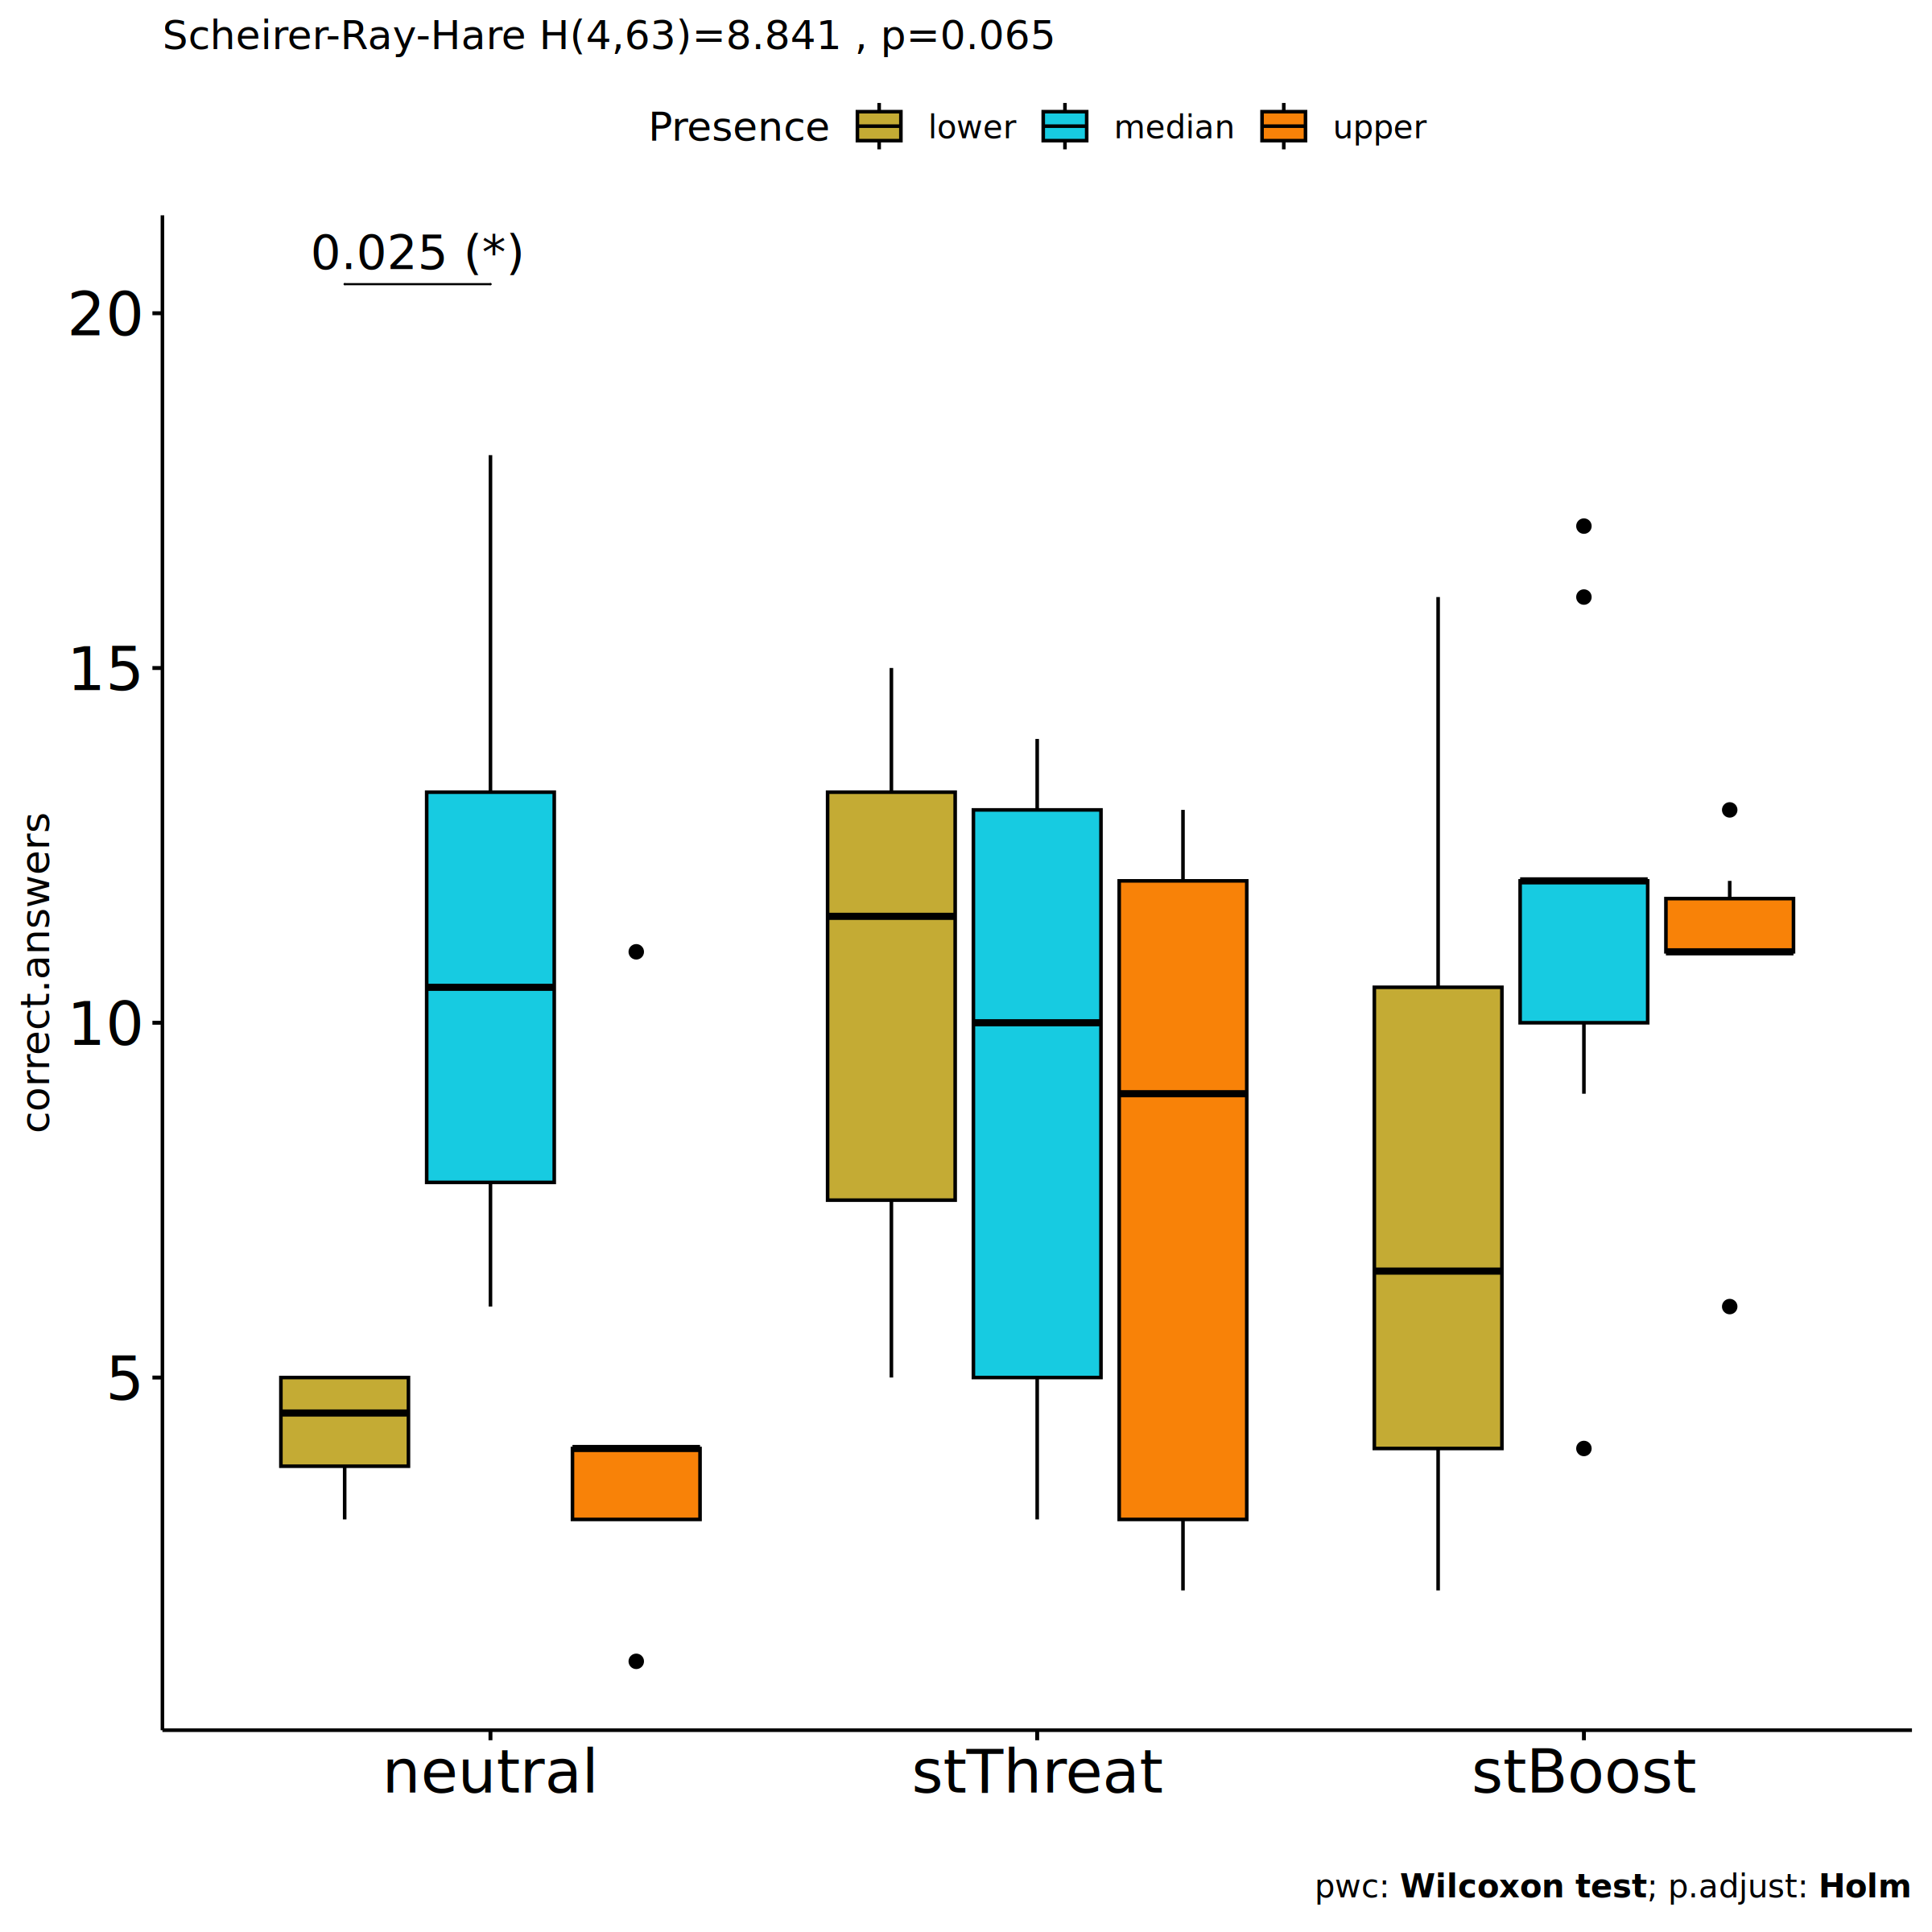 Scheirer-Ray-Hare H(4,63)=8.841 , p=0.065
Presence lower median upper
0.025 (*)
20
15
10
5
correct.answers
neutral stThreat stBoost
pwc: Wilcoxon test; p.adjust: Holm